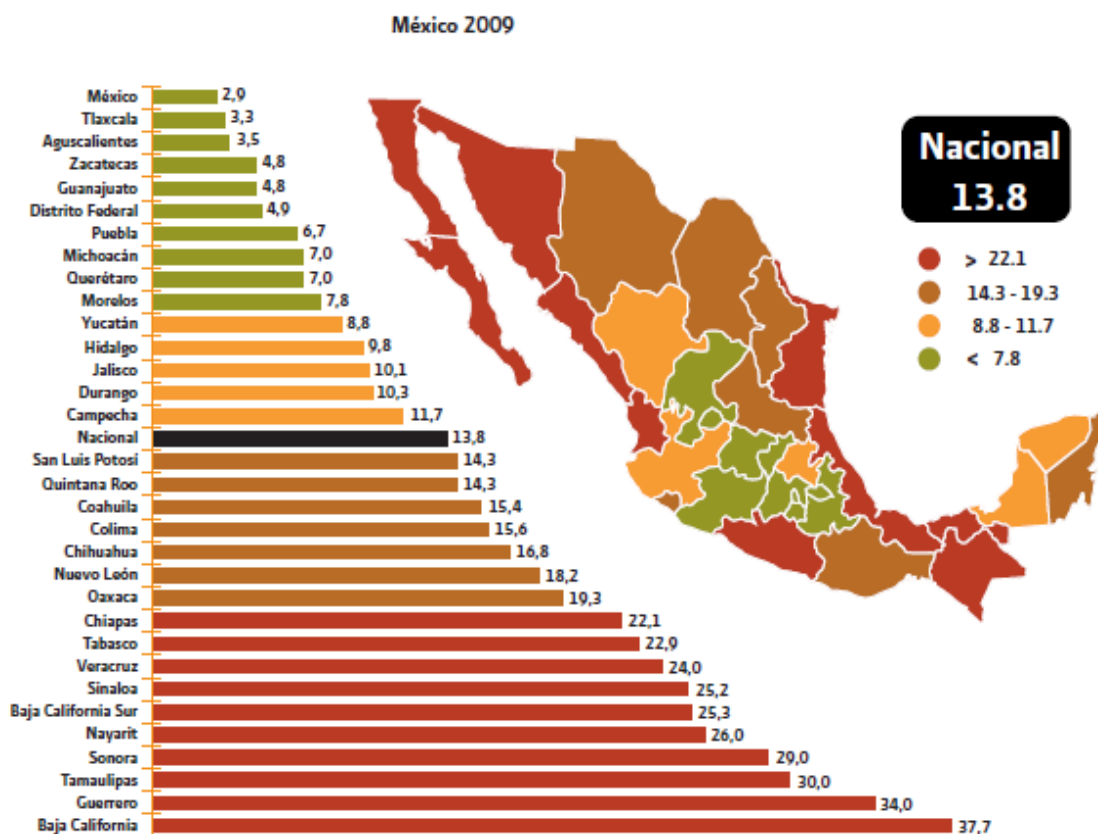 México 2009
México 2,9
Tlaxcala 3,3
Aguscalientes 3,5
Zacatecas 4,8
Guanajuato 4,8
Distrito Federal 4,9
Puebla 6,7
Michoacán 7,0
Querétaro 7,0
Morelos 7,8
Yucatán 8,8
Hidalgo 9,8
Jalisco 10,1
Durango 10,3
Campecha 11,7
Nacional 13,8
San Luis Potosí 14,3
Quintana Roo 14,3
Coahuila 15,4
Colima 15,6
Chihuahua 16,8
Nuevo León 18,2
Oaxaca 19,3
Chiapas 22,1
Tabasco 22,9
Veracruz 24,0
Sinaloa 25,2
Baja California Sur 25,3
Nayarit 26,0
Sonora 29,0
Tamaulipas 30,0
Guerrero 34,0
Baja California 37,7
Nacional
13.8
> 22.1
14.3 - 19.3
8.8 - 11.7
< 7.8